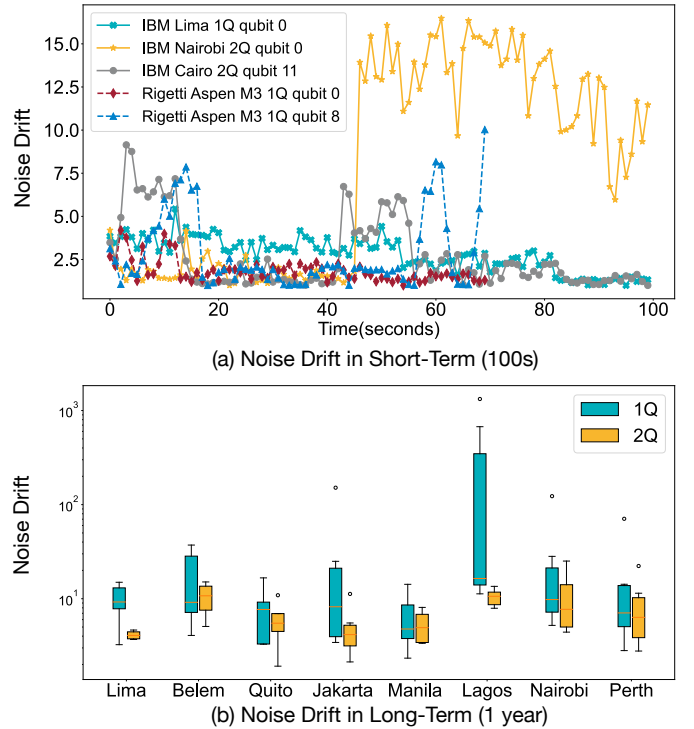 IBM Lima 1Q qubit 0
IBM Nairobi 2Q qubit 0
IBM Cairo 2Q qubit 11
Rigetti Aspen M3 1Q qubit 0
Rigetti Aspen M3 1Q qubit 8
Noise Drift
15.0
12.5
10.0
7.5
5.0
2.5
0 20 40 60 80 100
Time(seconds)
(a) Noise Drift in Short-Term (100s)
1Q
2Q
Noise Drift
10³
10²
10¹
Lima Belem Quito Jakarta Manila Lagos Nairobi Perth
(b) Noise Drift in Long-Term (1 year)